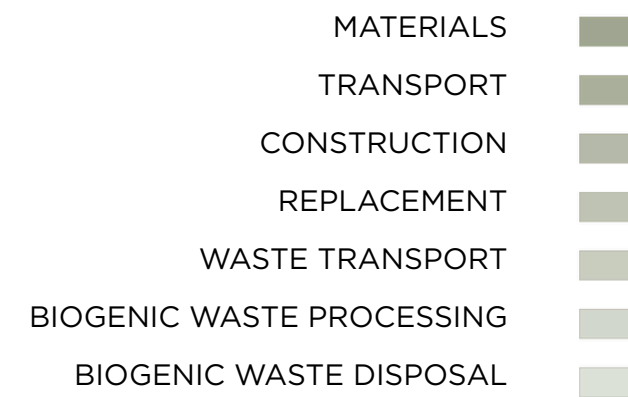 MATERIALS
TRANSPORT
CONSTRUCTION
REPLACEMENT
WASTE TRANSPORT
BIOGENIC WASTE PROCESSING
BIOGENIC WASTE DISPOSAL